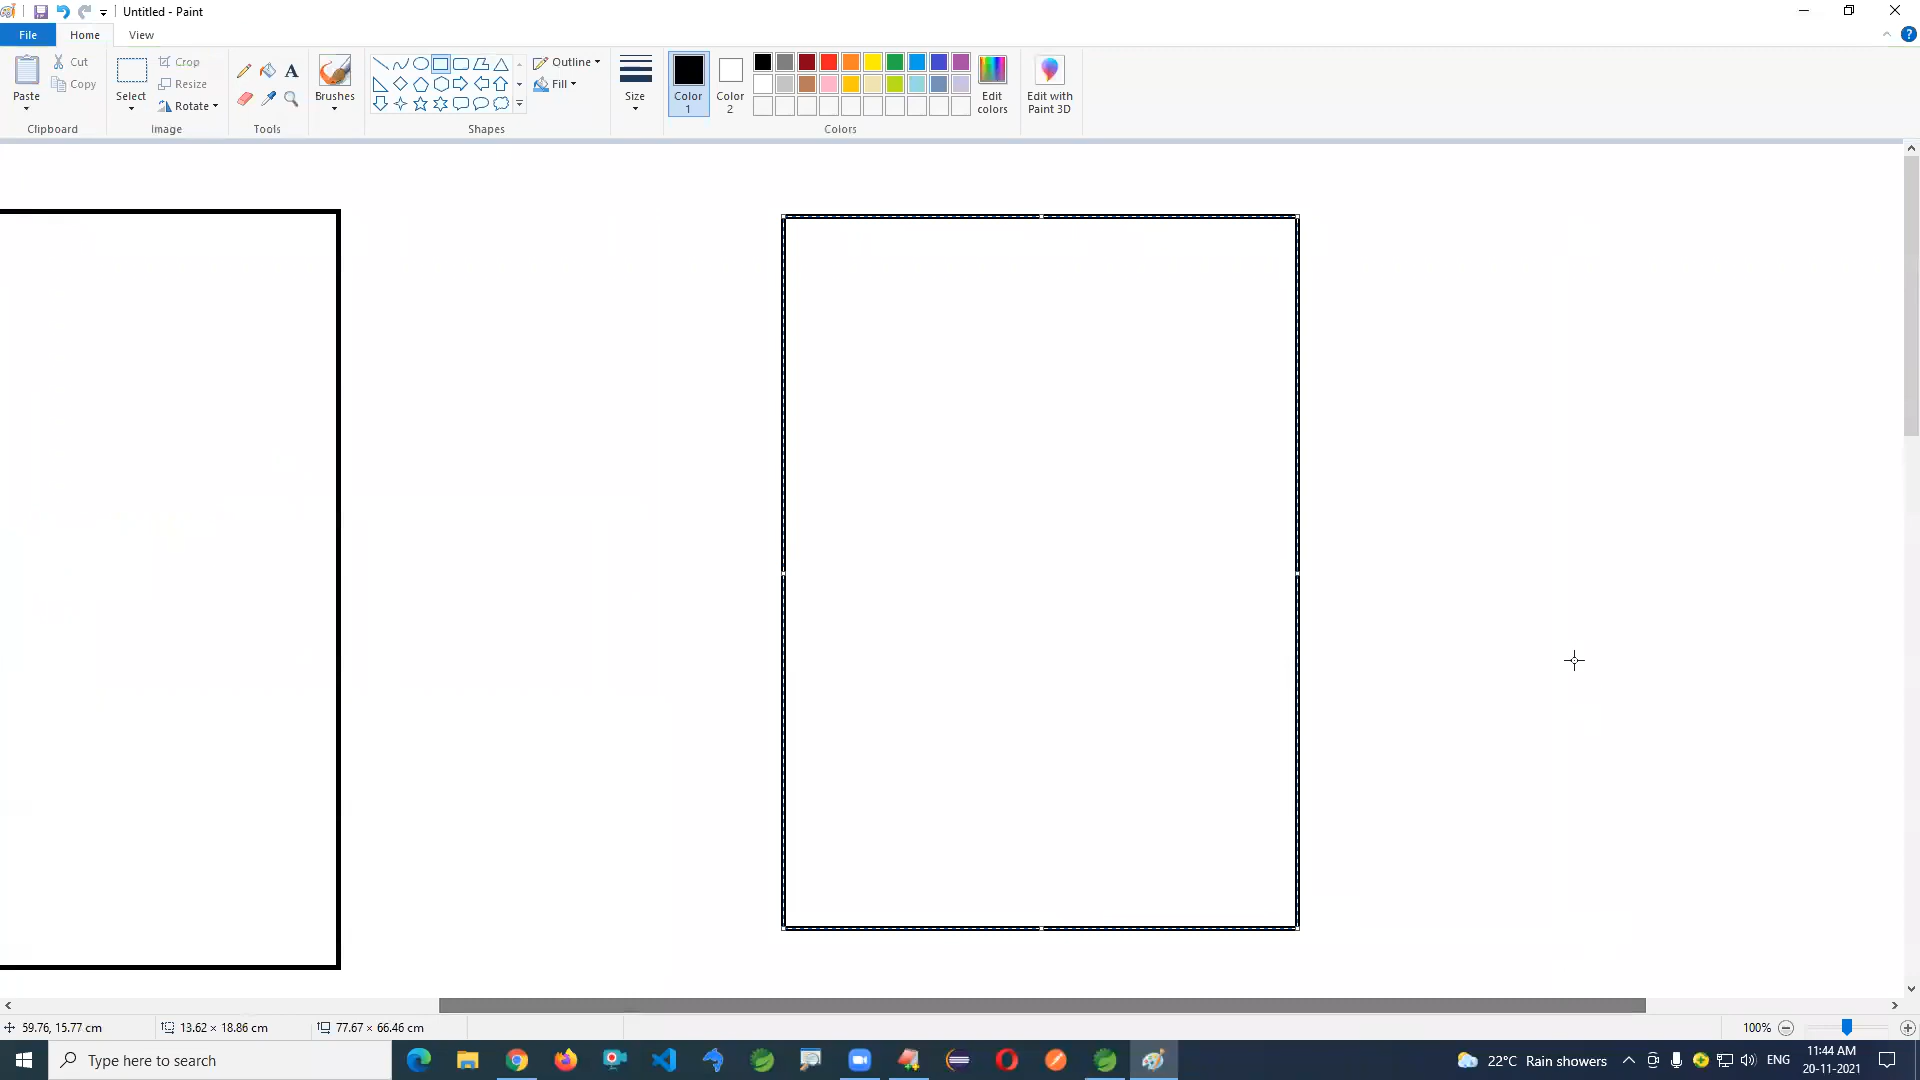 Untitled - Paint
File Home View
Paste
Cut
Copy
Clipboard
Select
Crop
Resize
Rotate
Image
A
Tools
Brushes
Outline
Fill
Shapes
Size
Color 1
Color 2
Edit colors
Colors
Edit with Paint 3D
59.76, 15.77 cm
13.62 × 18.86 cm
77.67 × 66.46 cm
100%
Type here to search
22°C Rain showers
ENG
11:44 AM
20-11-2021